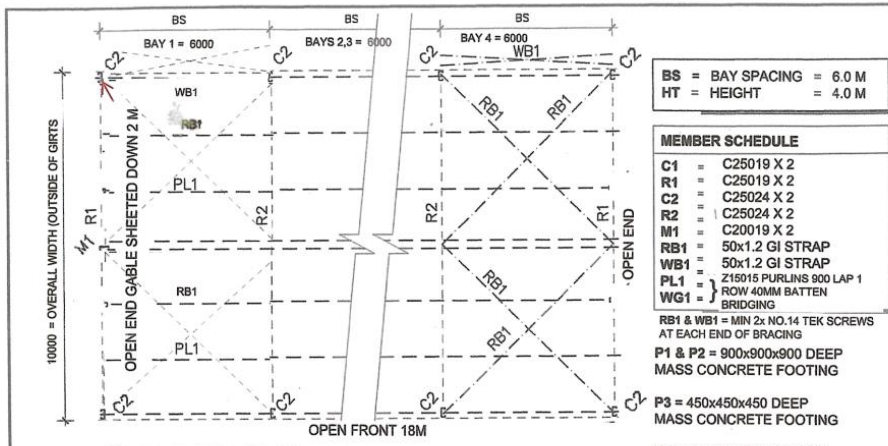 BS
BS
BS
BAY 1 = 6000
BAYS 2,3 = 6000
BAY 4 = 6000
C2
C2
C2
WB1
C2
WB1
RB1
RB1
RB1
PL1
R1
R2
R2
R1
M1
RB1
RB1
RB1
PL1
C2
C2
C2
C2
10000 = OVERALL WIDTH (OUTSIDE OF GIRTS)
OPEN END GABLE SHEETED DOWN 2 M
OPEN END
OPEN FRONT 18M
BS = BAY SPACING = 6.0 M
HT = HEIGHT = 4.0 M
MEMBER SCHEDULE
C1 = C25019 X 2
R1 = C25019 X 2
C2 = C25024 X 2
R2 = C25024 X 2
M1 = C20019 X 2
RB1 = 50x1.2 GI STRAP
WB1 = 50x1.2 GI STRAP
PL1 = Z15015 PURLINS 900 LAP 1
WG1 = } ROW 40MM BATTEN
BRIDGING
RB1 & WB1 = MIN 2x NO.14 TEK SCREWS
AT EACH END OF BRACING
P1 & P2 = 900x900x900 DEEP
MASS CONCRETE FOOTING
P3 = 450x450x450 DEEP
MASS CONCRETE FOOTING